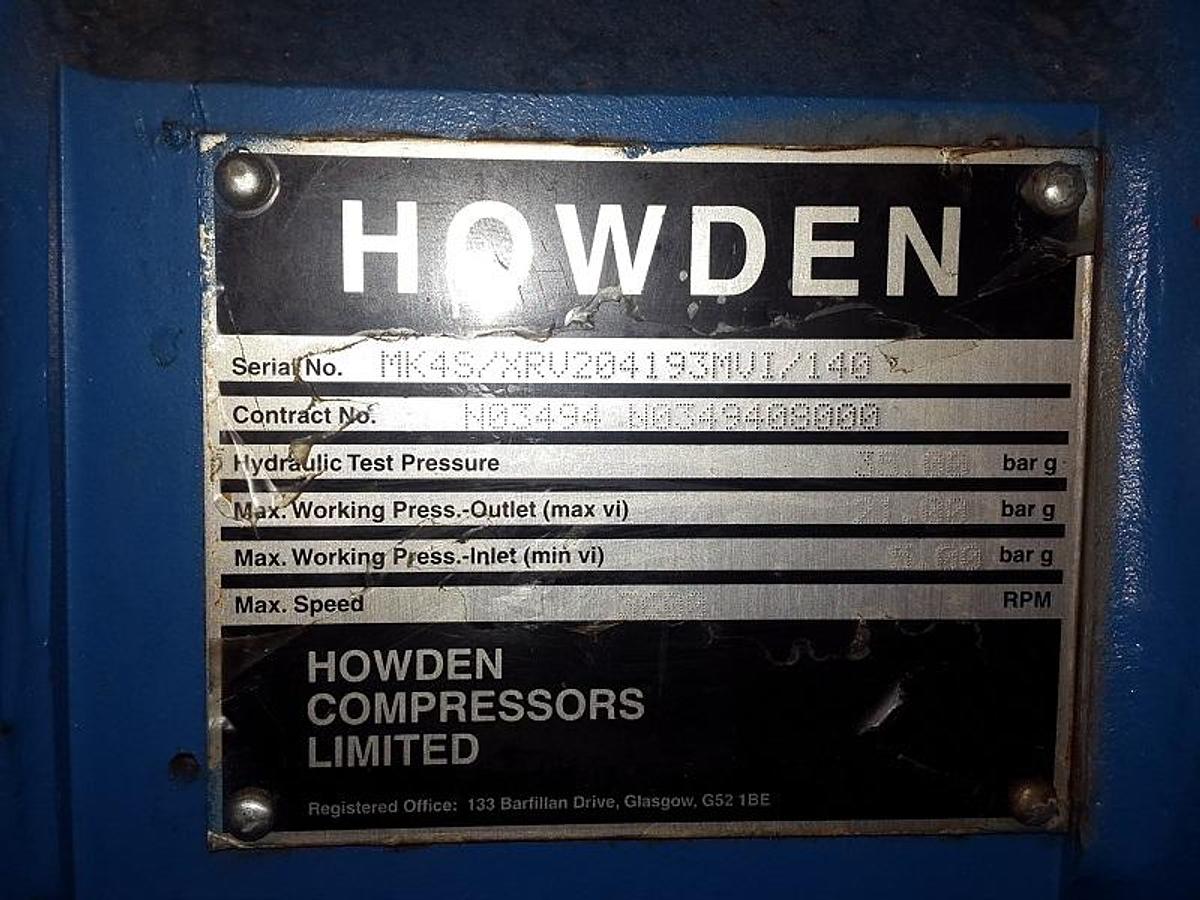 HOWDEN
Serial No. MK4S/XRV204193MVI/140
Contract No. M03494 N0349408000
Hydraulic Test Pressure bar g
Max. Working Press.-Outlet (max vi) bar g
Max. Working Press.-Inlet (min vi) bar g
Max. Speed RPM
HOWDEN
COMPRESSORS
LIMITED
Registered Office: 133 Barfillan Drive, Glasgow, G52 1BE